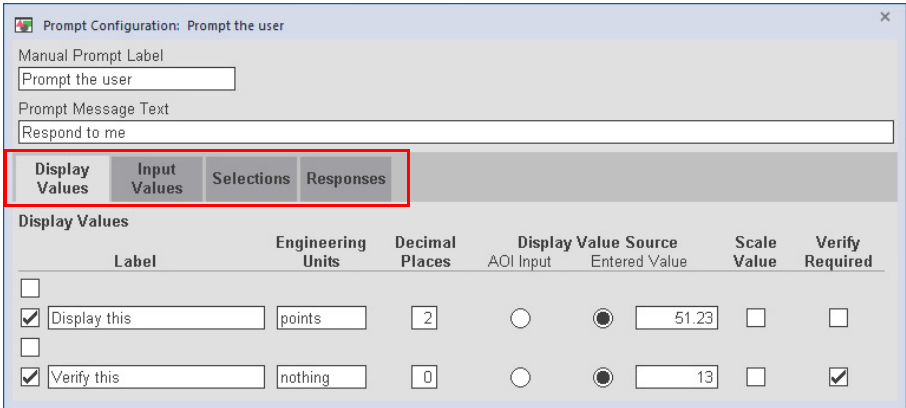 Prompt Configuration: Prompt the user
Manual Prompt Label
Prompt the user
Prompt Message Text
Respond to me
Display Values Input Values Selections Responses
Display Values
Label Engineering Units Decimal Places Display Value Source AOI Input Entered Value Scale Value Verify Required
Display this points 2 51.23
Verify this nothing 0 13